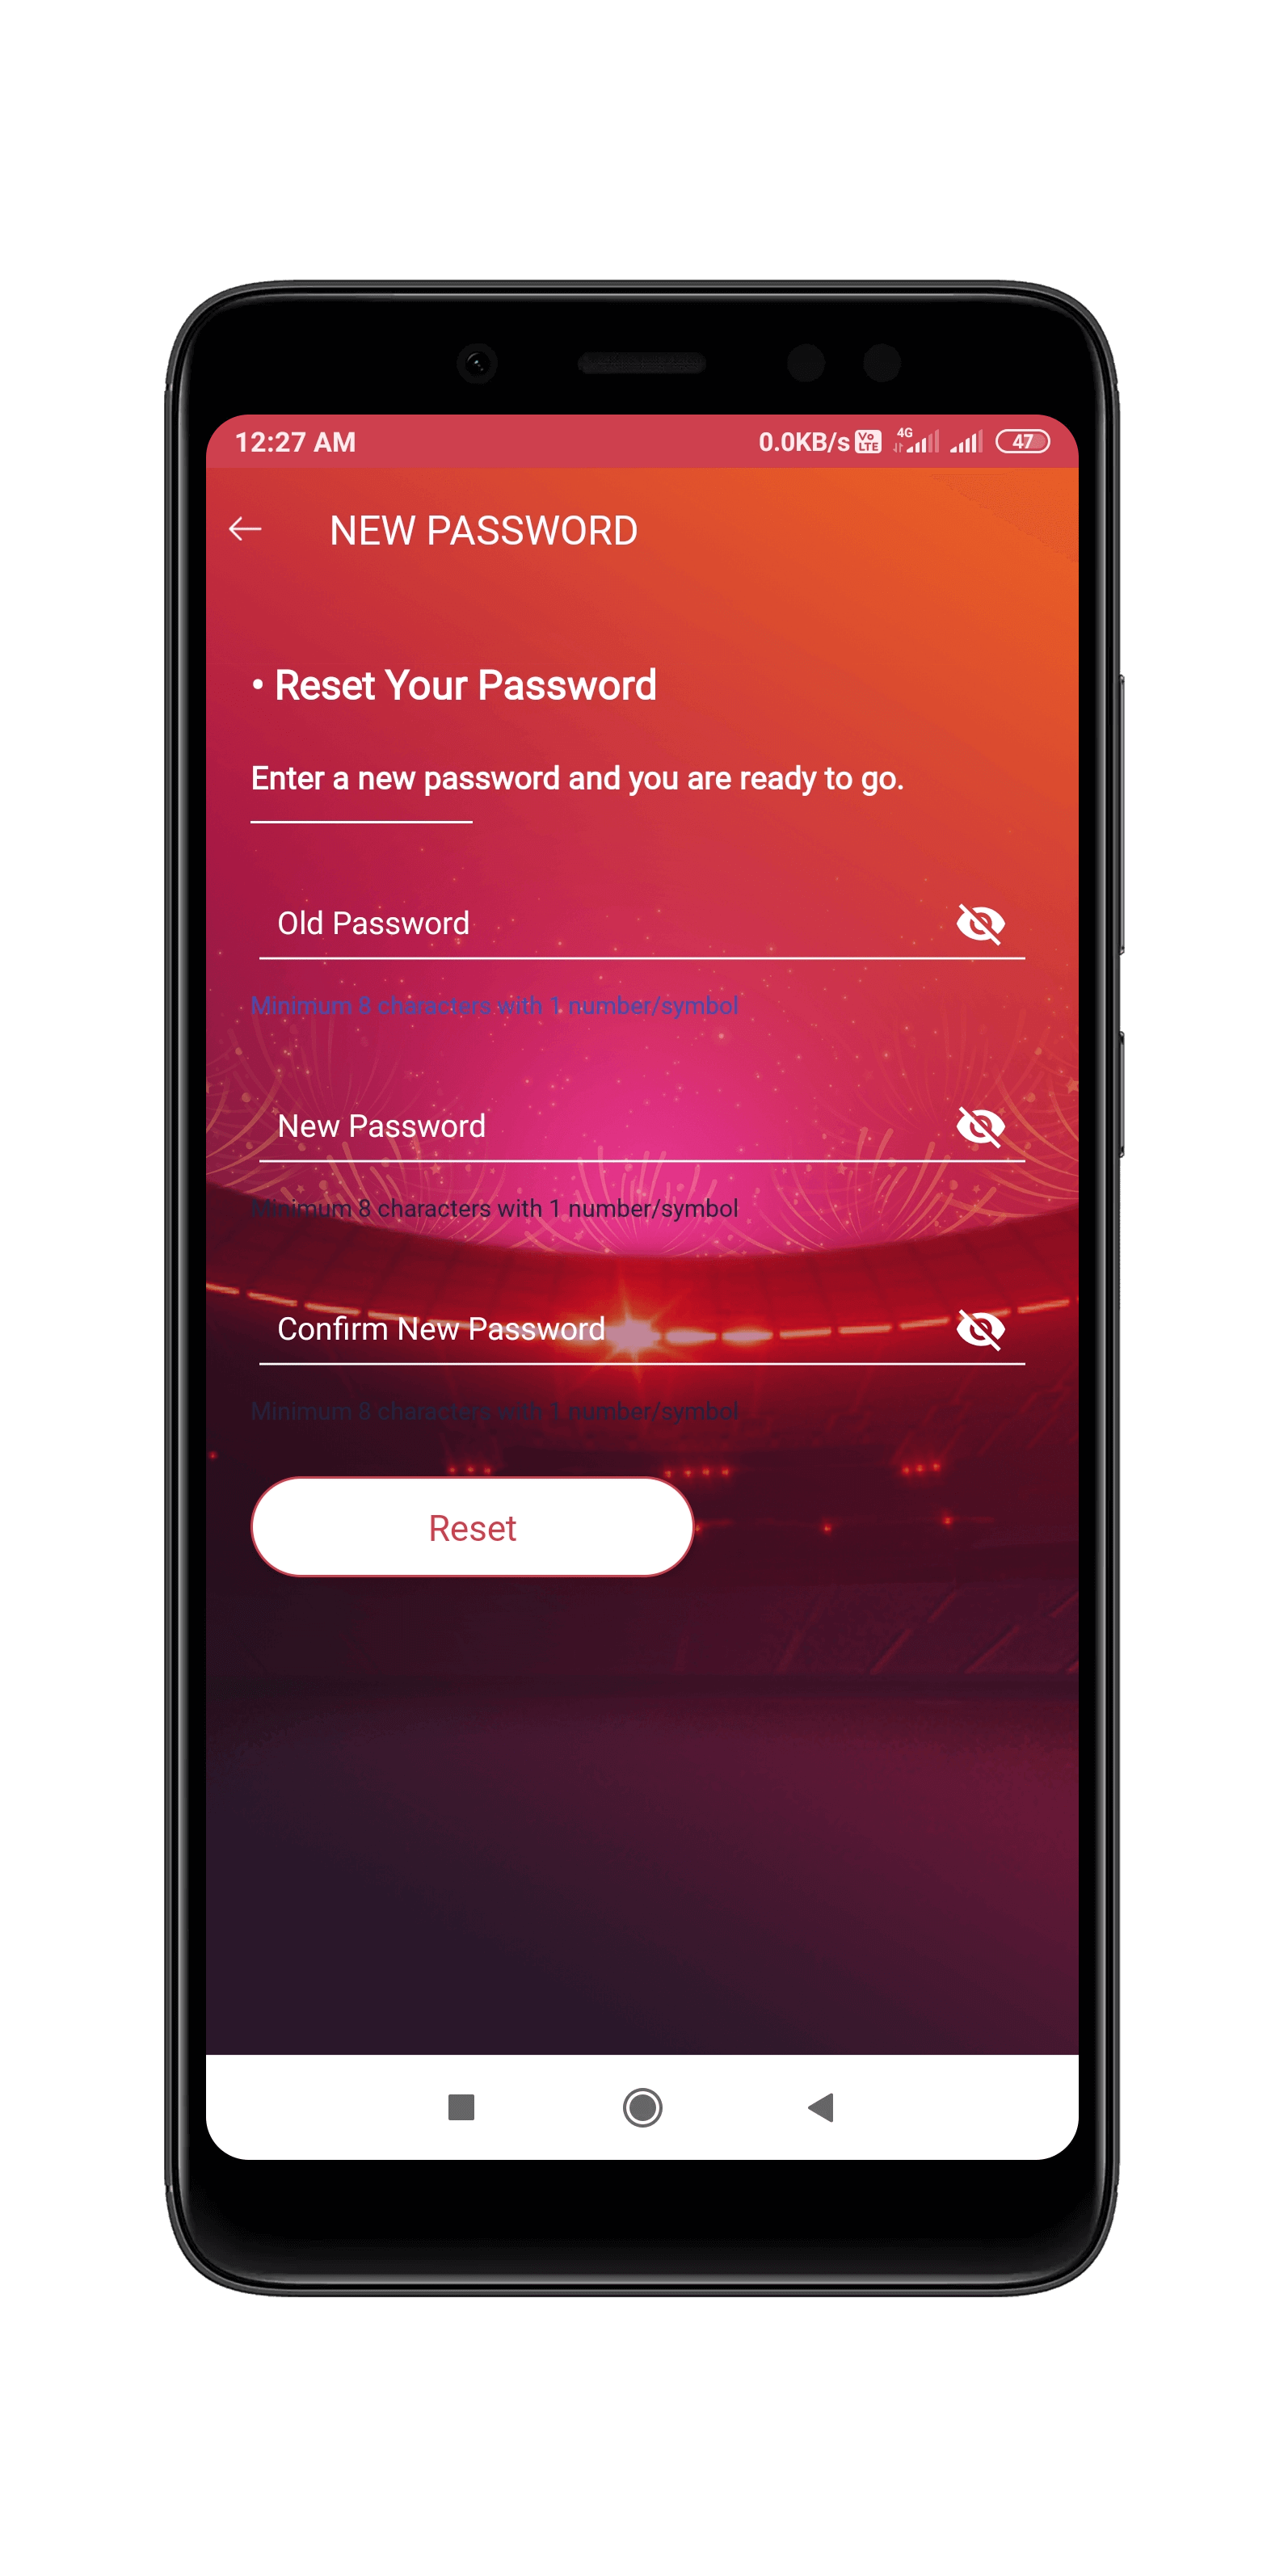 12:27 AM 0.0KB/s Vo LTE 4G 47
NEW PASSWORD
• Reset Your Password
Enter a new password and you are ready to go.
Old Password
Minimum 8 characters with 1 number/symbol
New Password
Minimum 8 characters with 1 number/symbol
Confirm New Password
Minimum 8 characters with 1 number/symbol
Reset